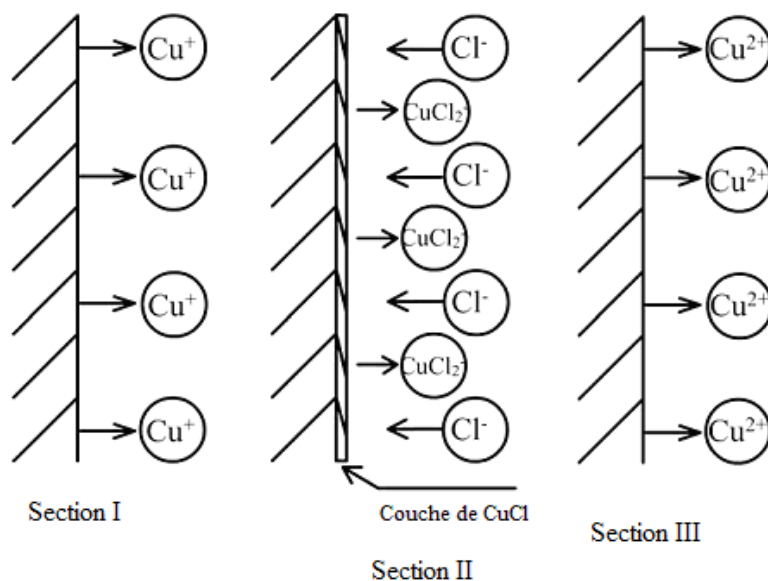 Cu⁺
Cu⁺
Cu⁺
Cu⁺
Section I
Cl⁻
CuCl₂⁻
Cl⁻
CuCl₂⁻
Cl⁻
CuCl₂⁻
Cl⁻
Couche de CuCl
Section II
Cu²⁺
Cu²⁺
Cu²⁺
Cu²⁺
Section III